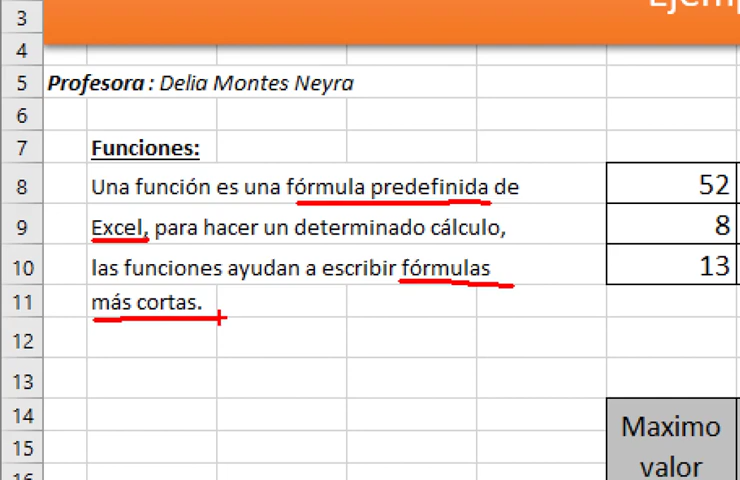 3
4
5 Profesora : Delia Montes Neyra
6
7 Funciones:
8 Una función es una fórmula predefinida de 52
9 Excel, para hacer un determinado cálculo, 8
10 las funciones ayudan a escribir fórmulas 13
11 más cortas.
12
13
14 Maximo
15 valor